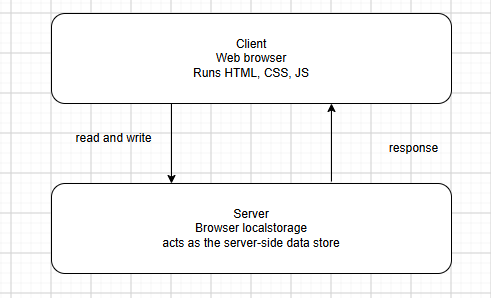 Client
Web browser
Runs HTML, CSS, JS
read and write
response
Server
Browser localstorage
acts as the server-side data store